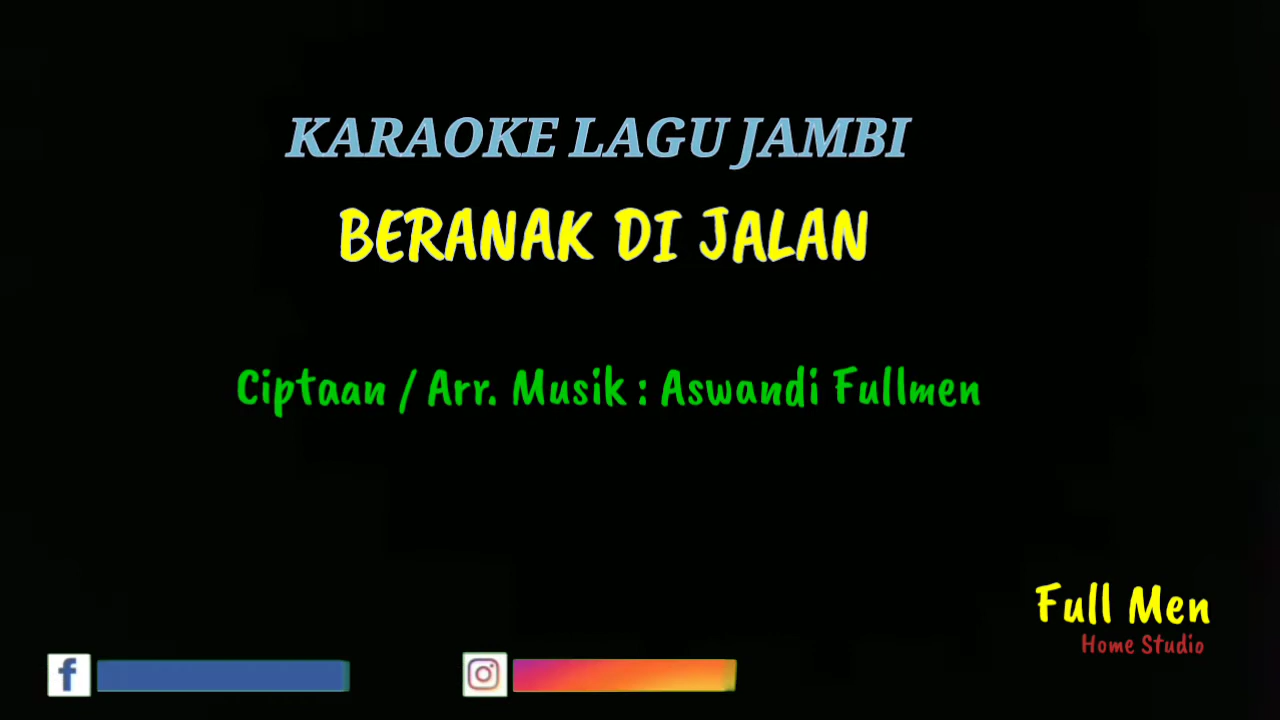 KARAOKE LAGU JAMBI
BERANAK DI JALAN
Ciptaan / Arr. Musik : Aswandi Fullmen
Full Men
Home Studio